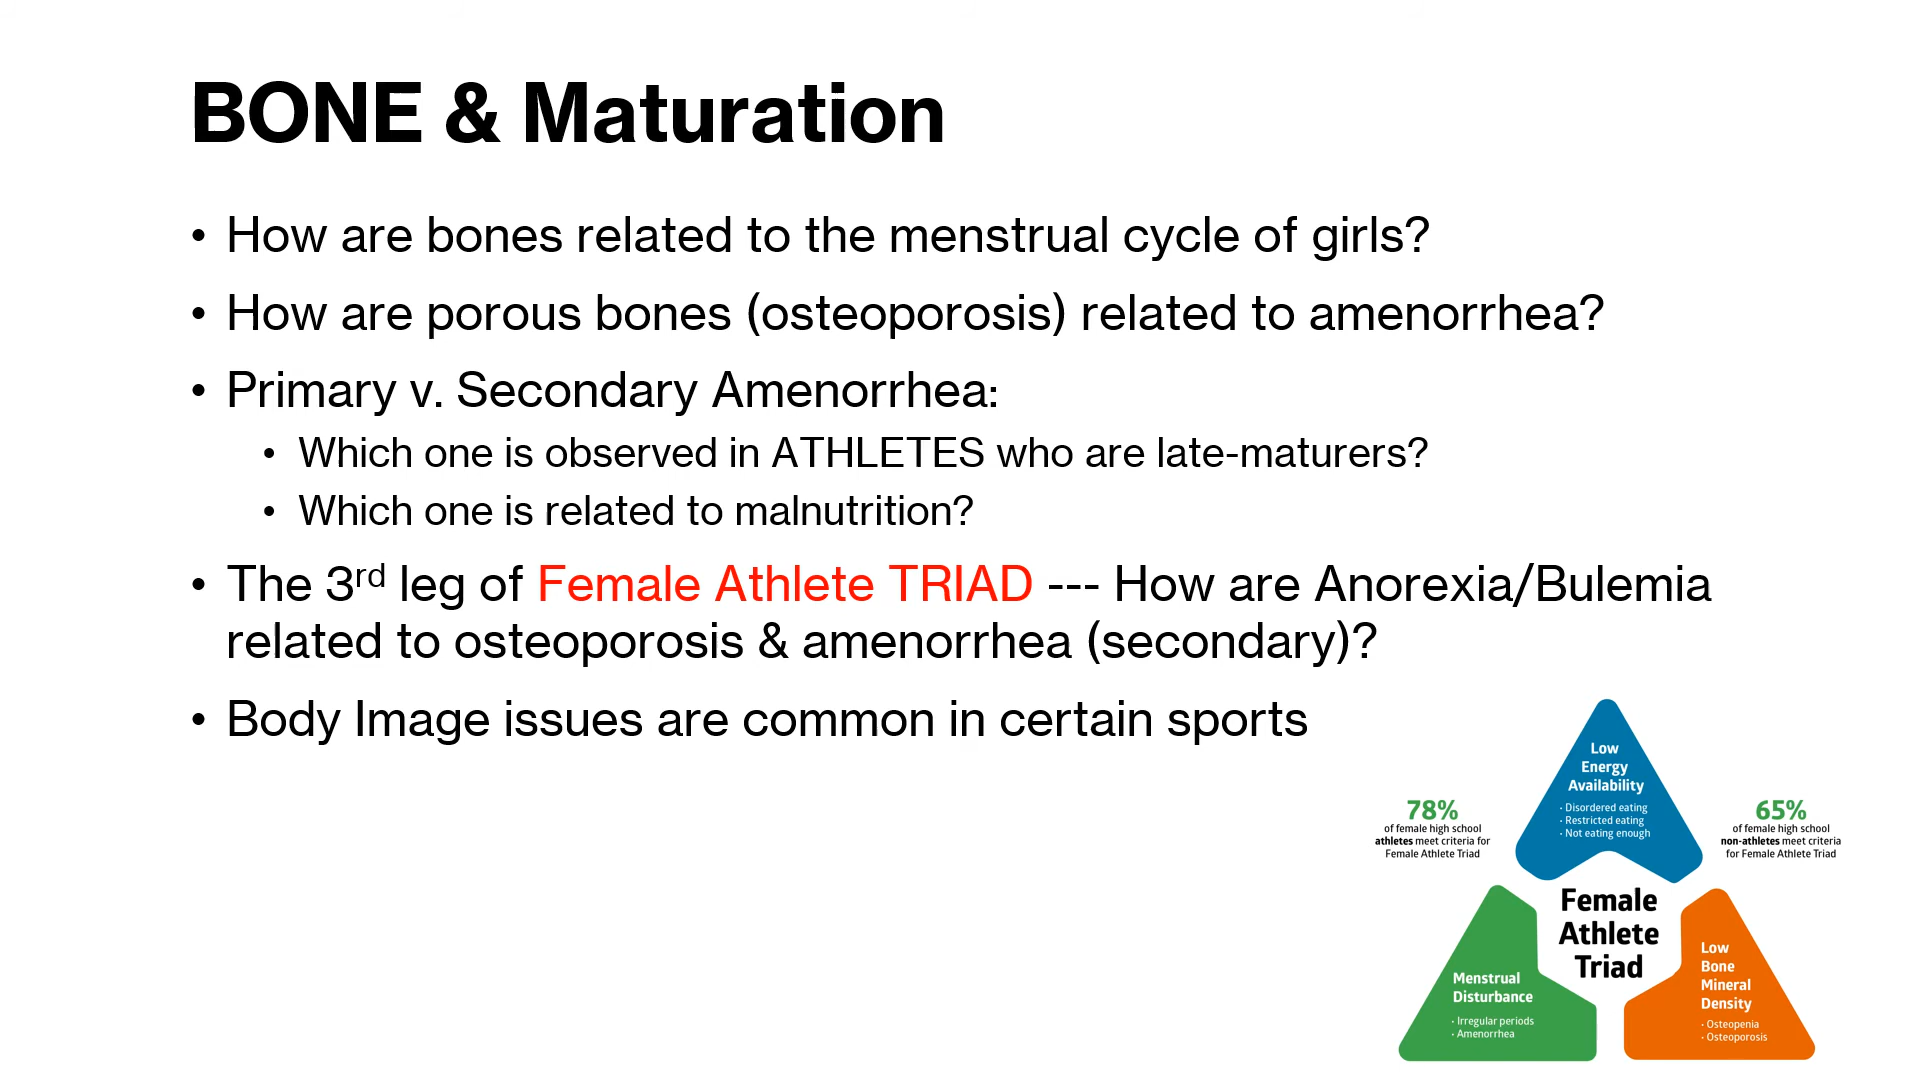 BONE & Maturation
• How are bones related to the menstrual cycle of girls?
• How are porous bones (osteoporosis) related to amenorrhea?
• Primary v. Secondary Amenorrhea:
• Which one is observed in ATHLETES who are late-maturers?
• Which one is related to malnutrition?
• The 3rd leg of Female Athlete TRIAD --- How are Anorexia/Bulemia
related to osteoporosis & amenorrhea (secondary)?
• Body Image issues are common in certain sports
Low
Energy
Availability
• Disordered eating
• Restricted eating
• Not eating enough
78%
of female high school
athletes meet criteria for
Female Athlete Triad
65%
of female high school
non-athletes meet criteria
for Female Athlete Triad
Female
Athlete
Triad
Menstrual
Disturbance
• Irregular periods
• Amenorrhea
Low
Bone
Mineral
Density
• Osteopenia
• Osteoporosis